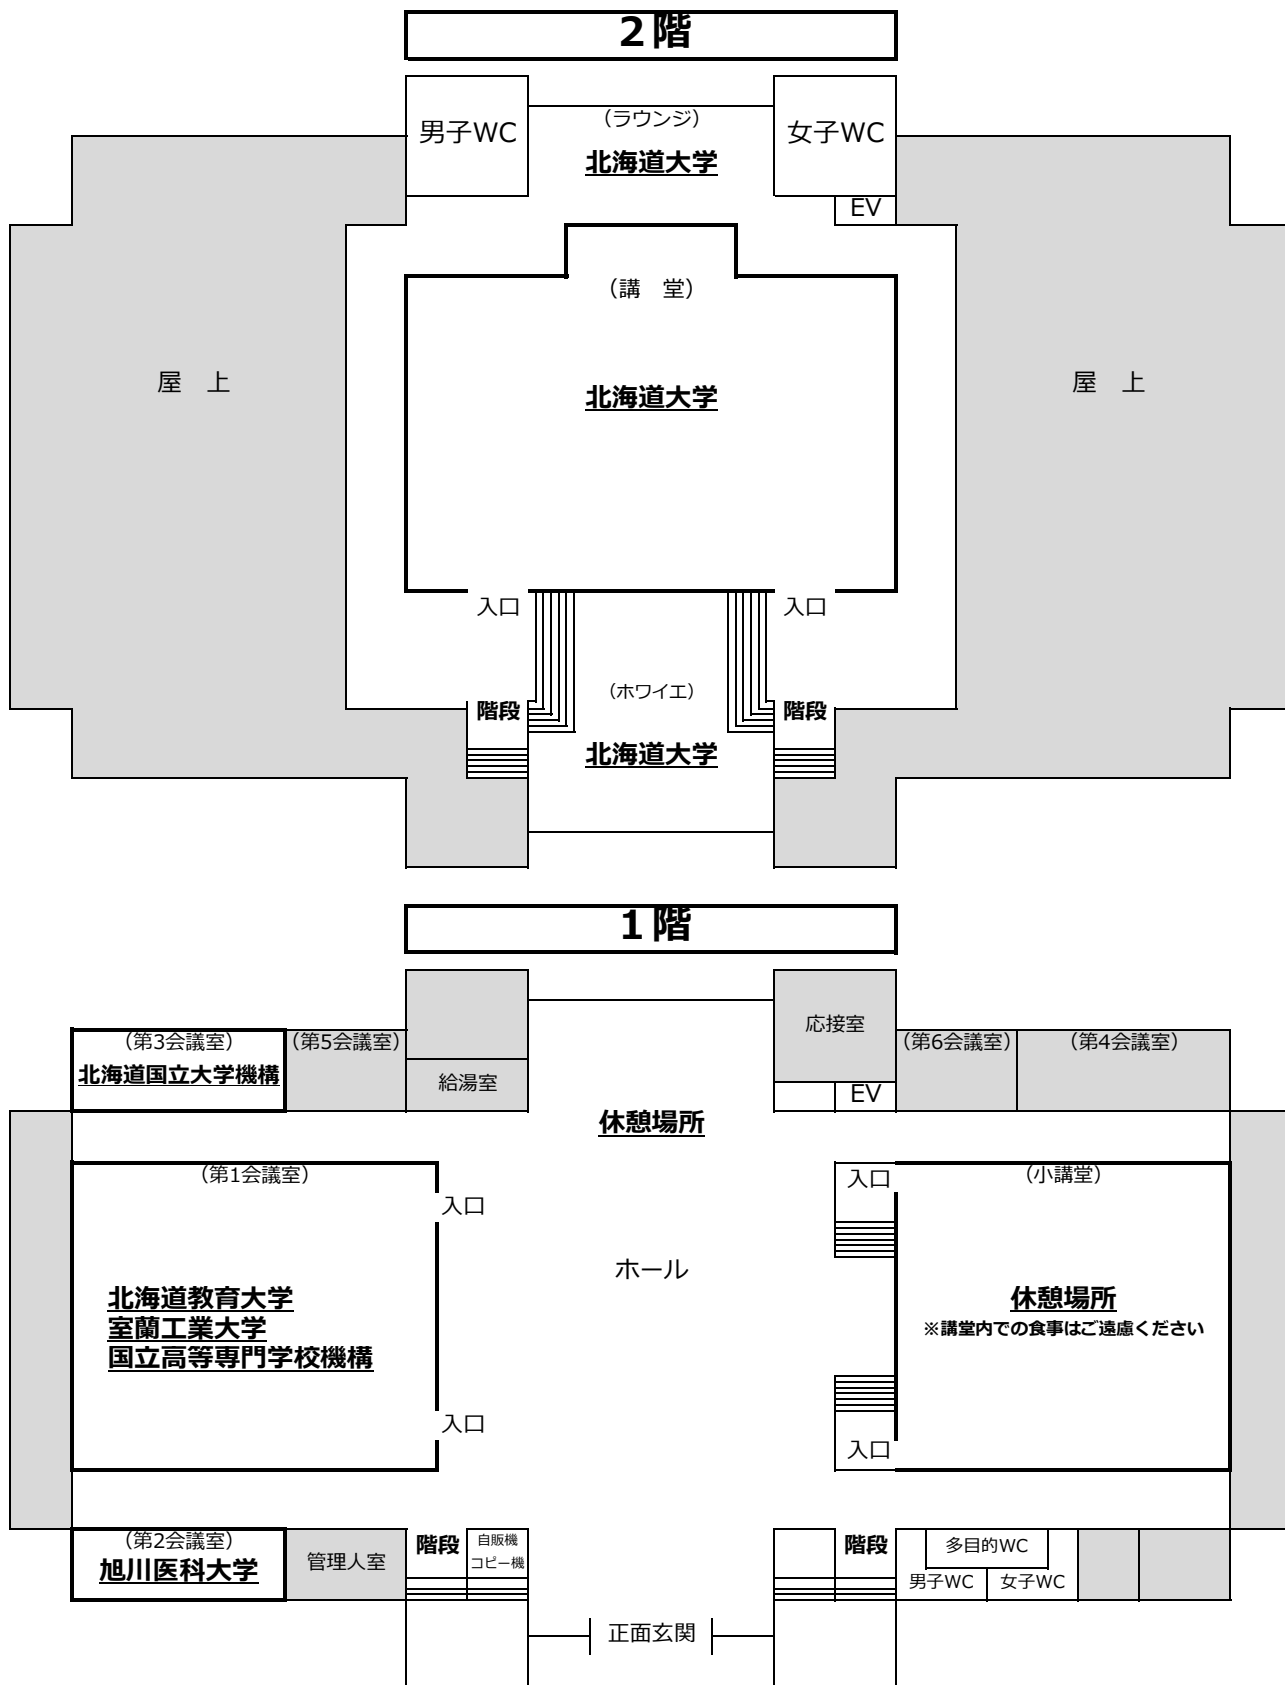 ２階
男子WC
（ラウンジ）
北海道大学
女子WC
EV
（講　堂）
屋　上
北海道大学
屋　上
入口
入口
（ホワイエ）
階段
階段
北海道大学
１階
応接室
（第3会議室）
（第5会議室）
（第6会議室）
（第4会議室）
北海道国立大学機構
給湯室
EV
休憩場所
（第1会議室）
入口
入口
（小講堂）
ホール
北海道教育大学
室蘭工業大学
国立高等専門学校機構
休憩場所
※講堂内での食事はご遠慮ください
入口
入口
（第2会議室）
旭川医科大学
管理人室
階段
自販機
コピー機
階段
多目的WC
男子WC
女子WC
正面玄関